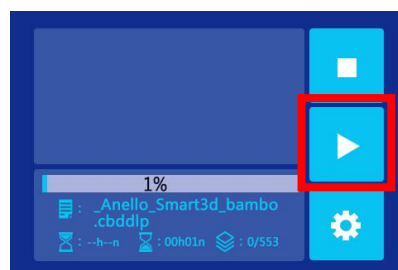 1%
: _Anello_Smart3d_bambo
.cbddlp
: --h--n : 00h01n : 0/553